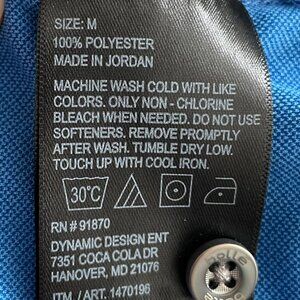 SIZE: M
100% POLYESTER
MADE IN JORDAN
MACHINE WASH COLD WITH LIKE
COLORS. ONLY NON - CHLORINE
BLEACH WHEN NEEDED. DO NOT USE
SOFTENERS. REMOVE PROMPTLY
AFTER WASH. TUMBLE DRY LOW.
TOUCH UP WITH COOL IRON.
30°C
RN # 91870
DYNAMIC DESIGN ENT
7351 COCA COLA DR
HANOVER, MD 21076
ITM / ART. 1470196